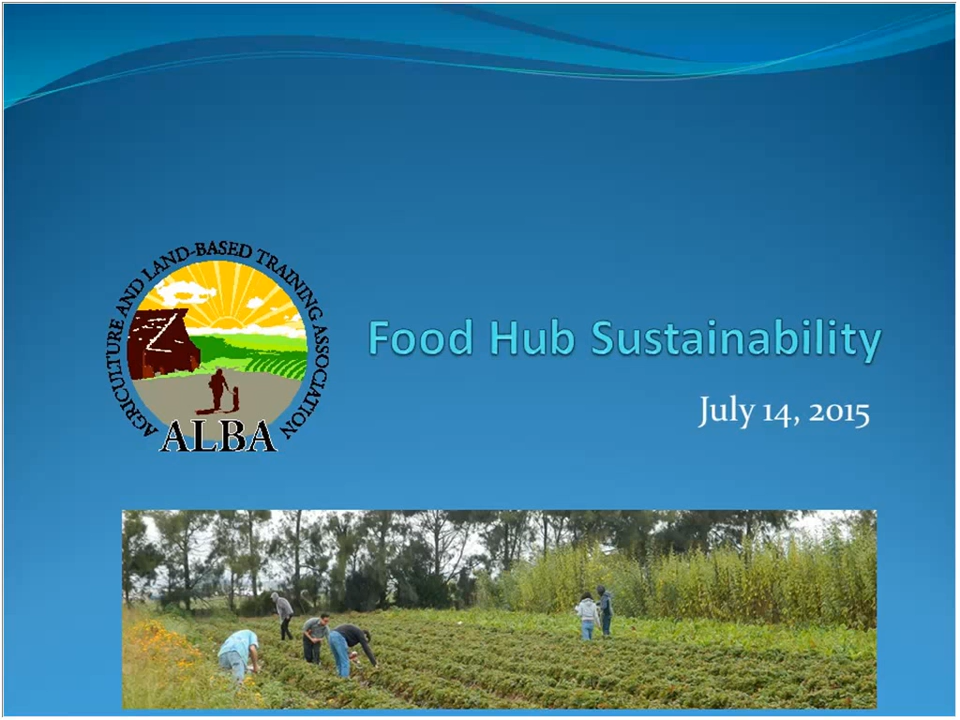 AGRICULTURE AND LAND-BASED TRAINING ASSOCIATION
ALBA
Food Hub Sustainability
July 14, 2015